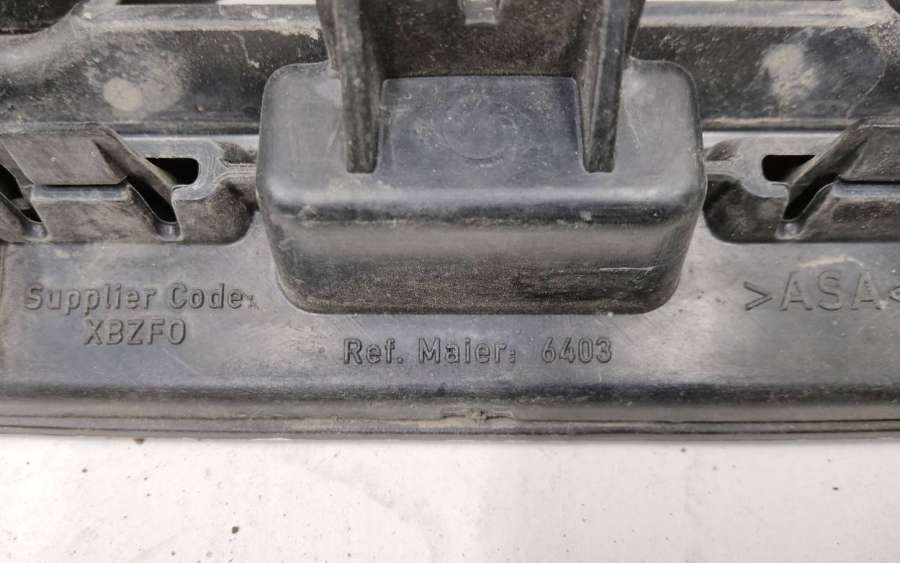 Supplier Code:
XBZFO
Ref. Maier: 6403
>ASA<